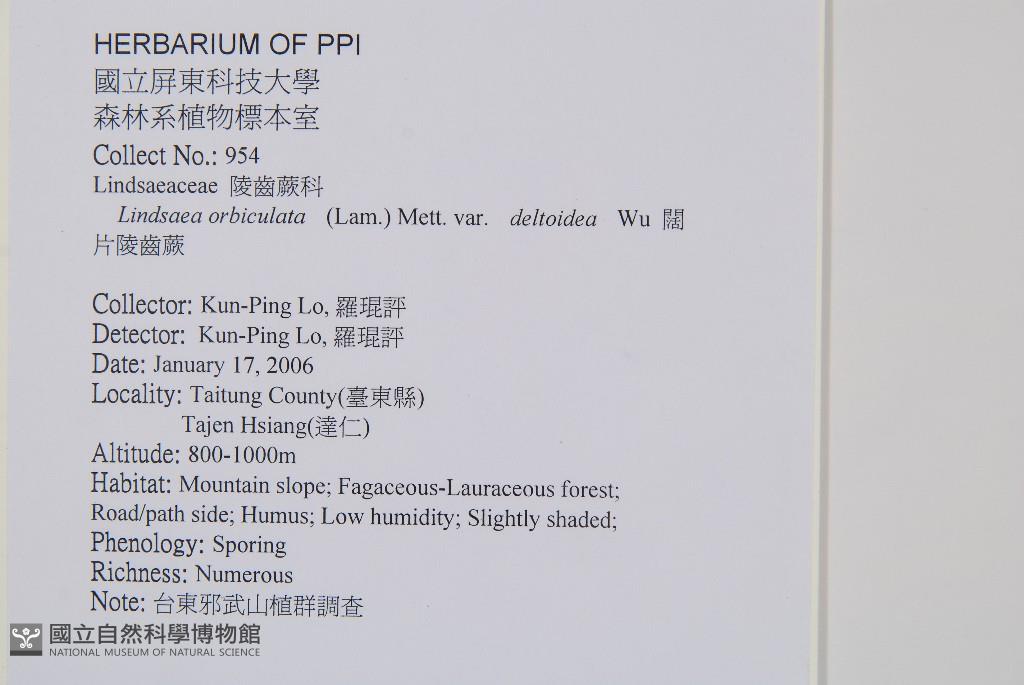 HERBARIUM OF PPI
國立屏東科技大學
森林系植物標本室
Collect No.: 954
Lindsaeaceae 陵齒蕨科
Lindsaea orbiculata (Lam.) Mett. var. deltoidea Wu 闊
片陵齒蕨
Collector: Kun-Ping Lo, 羅琨評
Detector: Kun-Ping Lo, 羅琨評
Date: January 17, 2006
Locality: Taitung County(臺東縣)
Tajen Hsiang(達仁)
Altitude: 800-1000m
Habitat: Mountain slope; Fagaceous-Lauraceous forest;
Road/path side; Humus; Low humidity; Slightly shaded;
Phenology: Sporing
Richness: Numerous
Note: 台東邪武山植群調查
國立自然科學博物館
NATIONAL MUSEUM OF NATURAL SCIENCE